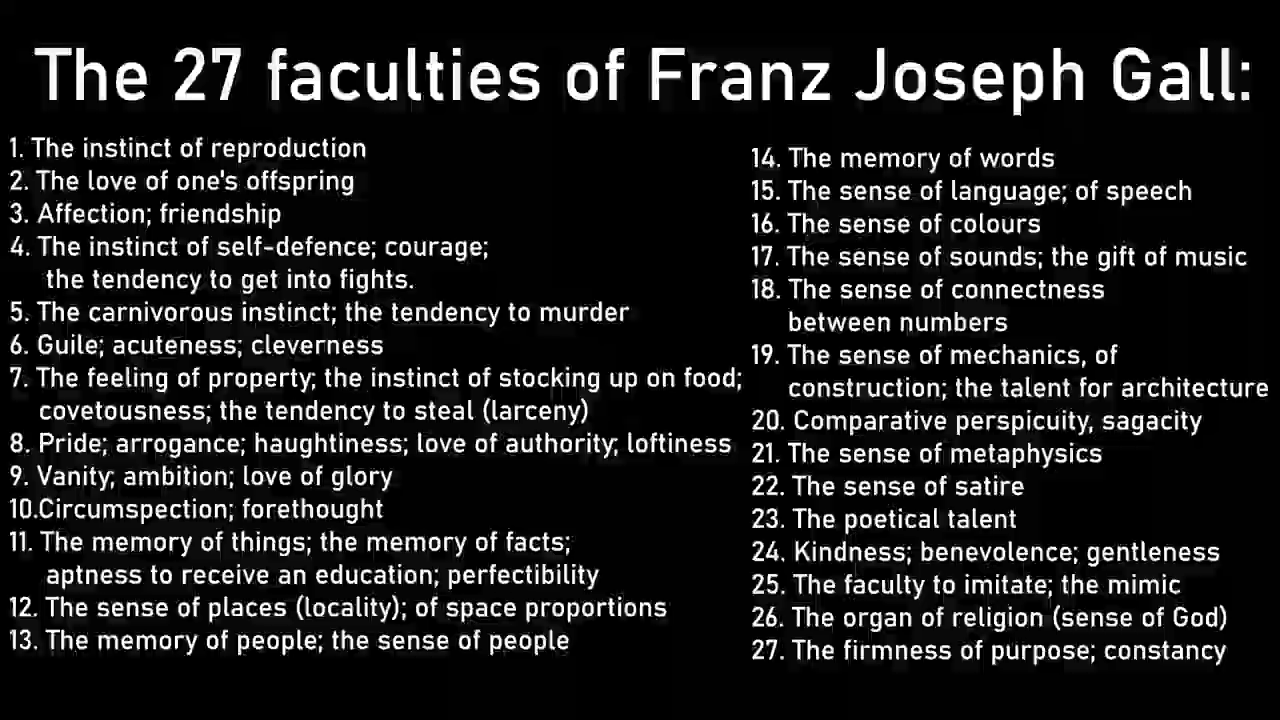 The 27 faculties of Franz Joseph Gall:
1. The instinct of reproduction
2. The love of one's offspring
3. Affection; friendship
4. The instinct of self-defence; courage;
the tendency to get into fights.
5. The carnivorous instinct; the tendency to murder
6. Guile; acuteness; cleverness
7. The feeling of property; the instinct of stocking up on food;
covetousness; the tendency to steal (larceny)
8. Pride; arrogance; haughtiness; love of authority; loftiness
9. Vanity; ambition; love of glory
10.Circumspection; forethought
11. The memory of things; the memory of facts;
aptness to receive an education; perfectibility
12. The sense of places (locality); of space proportions
13. The memory of people; the sense of people
14. The memory of words
15. The sense of language; of speech
16. The sense of colours
17. The sense of sounds; the gift of music
18. The sense of connectness
between numbers
19. The sense of mechanics, of
construction; the talent for architecture
20. Comparative perspicuity, sagacity
21. The sense of metaphysics
22. The sense of satire
23. The poetical talent
24. Kindness; benevolence; gentleness
25. The faculty to imitate; the mimic
26. The organ of religion (sense of God)
27. The firmness of purpose; constancy